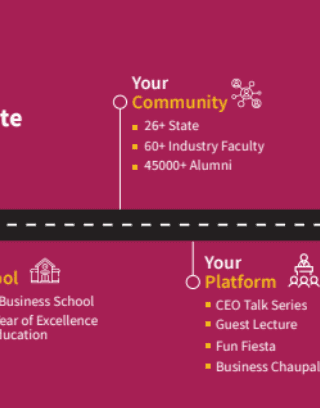 te
Your
Community
26+ State
60+ Industry Faculty
45000+ Alumni
ool
Business School
ear of Excellence
ducation
Your
Platform
CEO Talk Series
Guest Lecture
Fun Fiesta
Business Chaupal